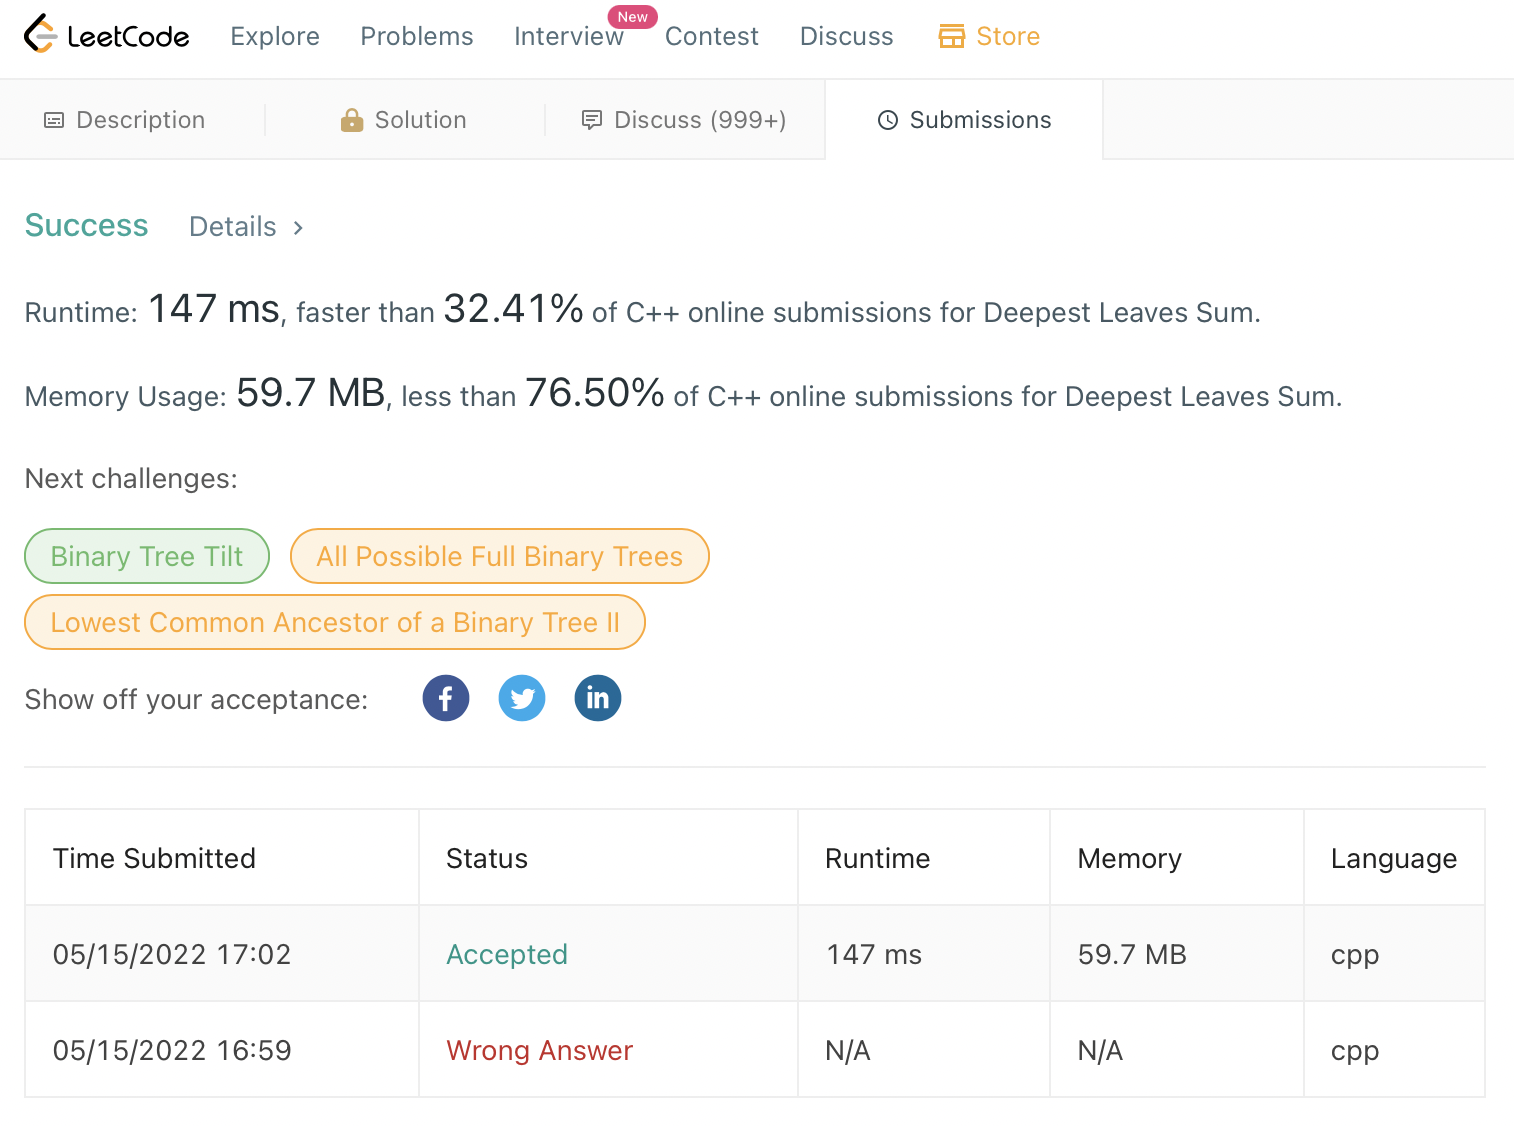 LeetCode Explore Problems Interview New Contest Discuss Store
Description Solution Discuss (999+) Submissions
Success Details >
Runtime: 147 ms, faster than 32.41% of C++ online submissions for Deepest Leaves Sum.
Memory Usage: 59.7 MB, less than 76.50% of C++ online submissions for Deepest Leaves Sum.
Next challenges:
Binary Tree Tilt All Possible Full Binary Trees
Lowest Common Ancestor of a Binary Tree II
Show off your acceptance: f in
Time Submitted Status Runtime Memory Language
05/15/2022 17:02 Accepted 147 ms 59.7 MB cpp
05/15/2022 16:59 Wrong Answer N/A N/A cpp